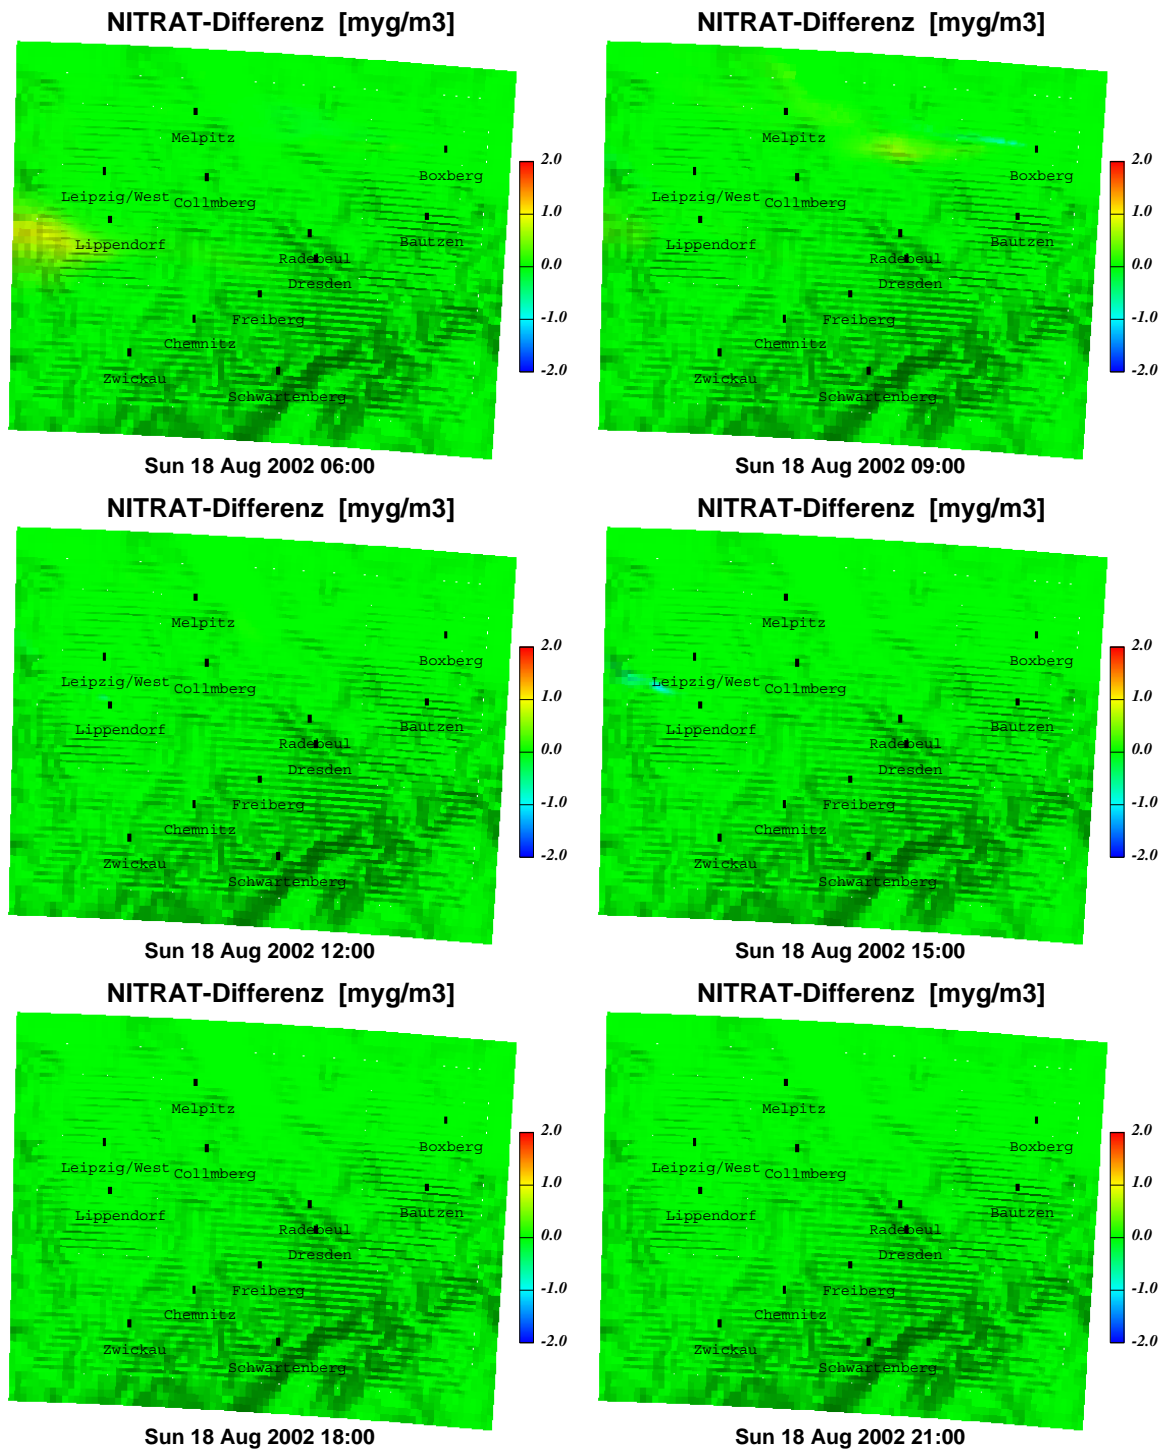 NITRAT-Differenz [myg/m3]
Melpitz
Boxberg
Leipzig/West
Collmberg
Lippendorf
Bautzen
Radebeul
Dresden
Freiberg
Chemnitz
Zwickau
Schwartenberg
2.0
1.0
0.0
-1.0
-2.0
Sun 18 Aug 2002 06:00
NITRAT-Differenz [myg/m3]
Melpitz
Boxberg
Leipzig/West
Collmberg
Lippendorf
Bautzen
Radebeul
Dresden
Freiberg
Chemnitz
Zwickau
Schwartenberg
2.0
1.0
0.0
-1.0
-2.0
Sun 18 Aug 2002 09:00
NITRAT-Differenz [myg/m3]
Melpitz
Boxberg
Leipzig/West
Collmberg
Lippendorf
Bautzen
Radebeul
Dresden
Freiberg
Chemnitz
Zwickau
Schwartenberg
2.0
1.0
0.0
-1.0
-2.0
Sun 18 Aug 2002 12:00
NITRAT-Differenz [myg/m3]
Melpitz
Boxberg
Leipzig/West
Collmberg
Lippendorf
Bautzen
Radebeul
Dresden
Freiberg
Chemnitz
Zwickau
Schwartenberg
2.0
1.0
0.0
-1.0
-2.0
Sun 18 Aug 2002 15:00
NITRAT-Differenz [myg/m3]
Melpitz
Boxberg
Leipzig/West
Collmberg
Lippendorf
Bautzen
Radebeul
Dresden
Freiberg
Chemnitz
Zwickau
Schwartenberg
2.0
1.0
0.0
-1.0
-2.0
Sun 18 Aug 2002 18:00
NITRAT-Differenz [myg/m3]
Melpitz
Boxberg
Leipzig/West
Collmberg
Lippendorf
Bautzen
Radebeul
Dresden
Freiberg
Chemnitz
Zwickau
Schwartenberg
2.0
1.0
0.0
-1.0
-2.0
Sun 18 Aug 2002 21:00